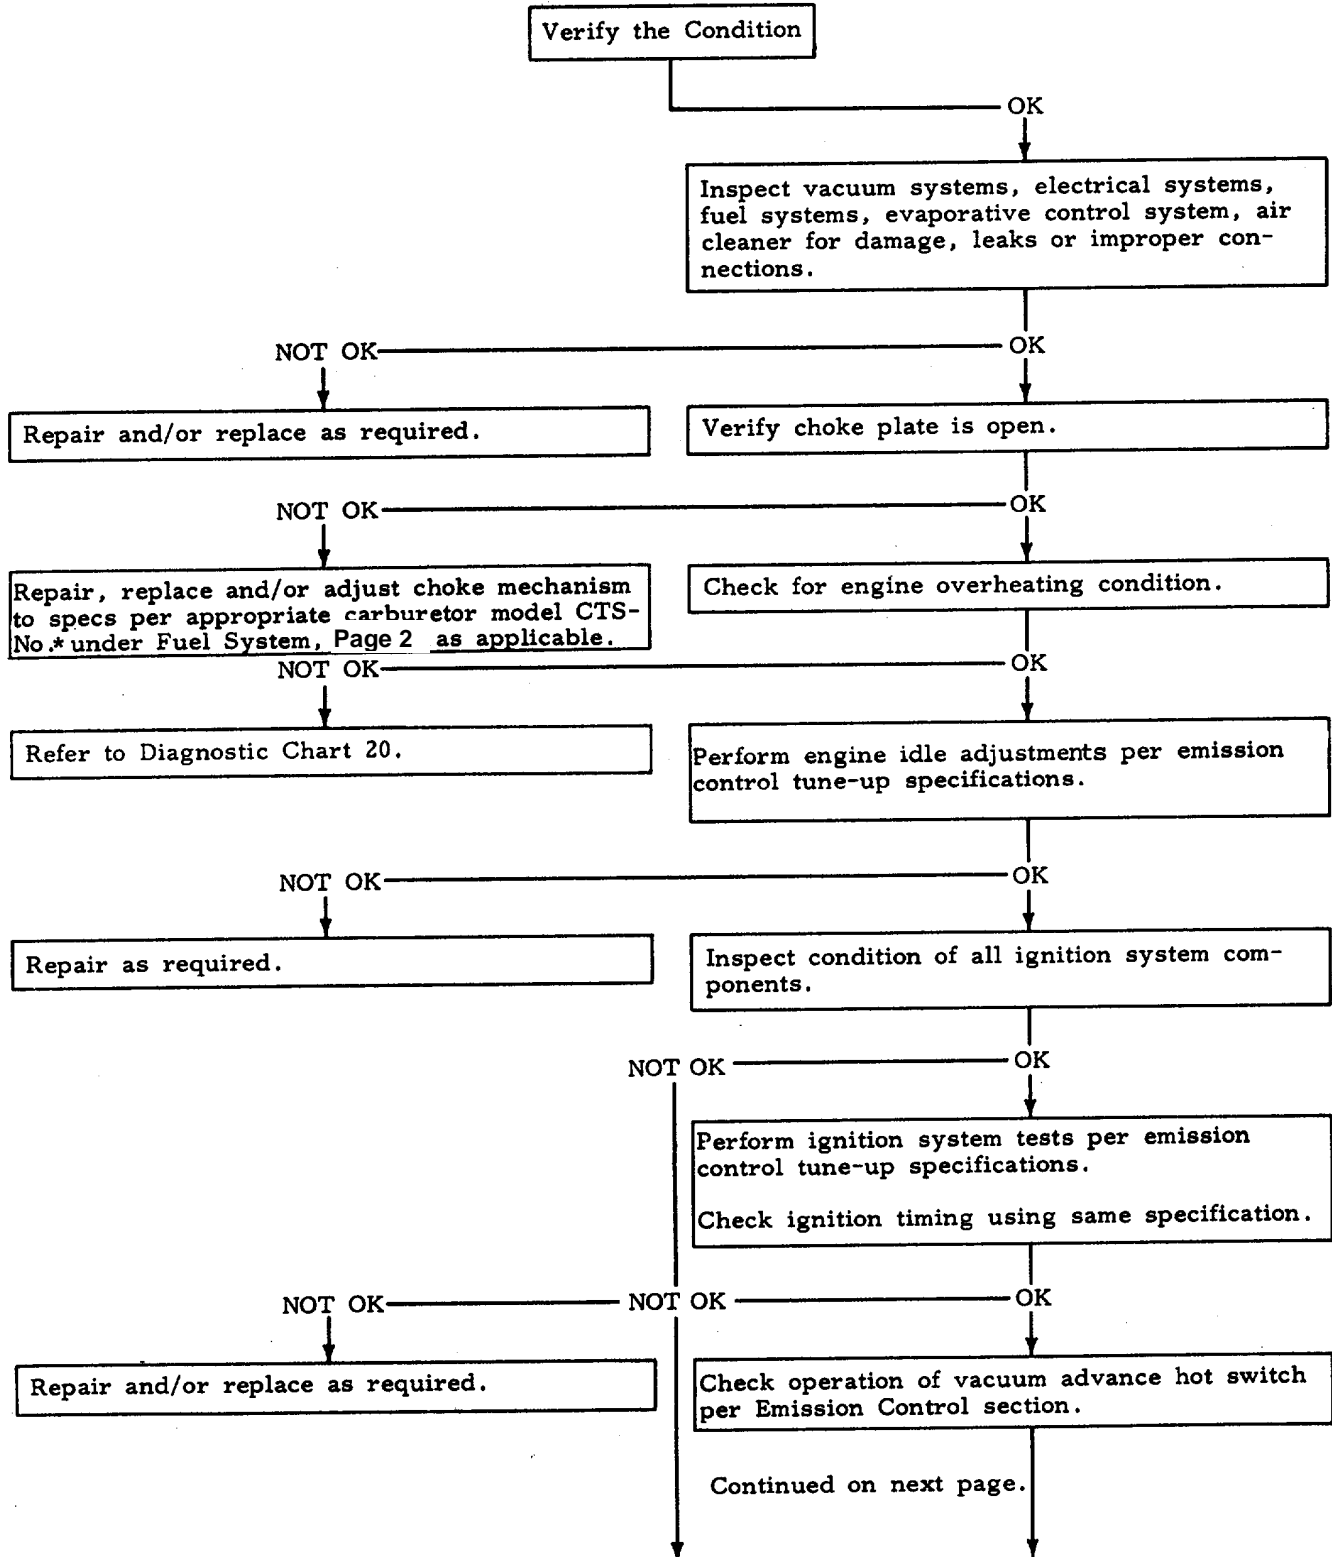 Verify the Condition
OK
Inspect vacuum systems, electrical systems,
fuel systems, evaporative control system, air
cleaner for damage, leaks or improper con-
nections.
NOT OK
OK
Repair and/or replace as required.
Verify choke plate is open.
NOT OK
OK
Repair, replace and/or adjust choke mechanism
to specs per appropriate carburetor model CTS-
No.* under Fuel System, Page 2 as applicable.
Check for engine overheating condition.
NOT OK
OK
Refer to Diagnostic Chart 20.
Perform engine idle adjustments per emission
control tune-up specifications.
NOT OK
OK
Repair as required.
Inspect condition of all ignition system com-
ponents.
NOT OK
OK
Perform ignition system tests per emission
control tune-up specifications.
Check ignition timing using same specification.
NOT OK
NOT OK
OK
Repair and/or replace as required.
Check operation of vacuum advance hot switch
per Emission Control section.
Continued on next page.